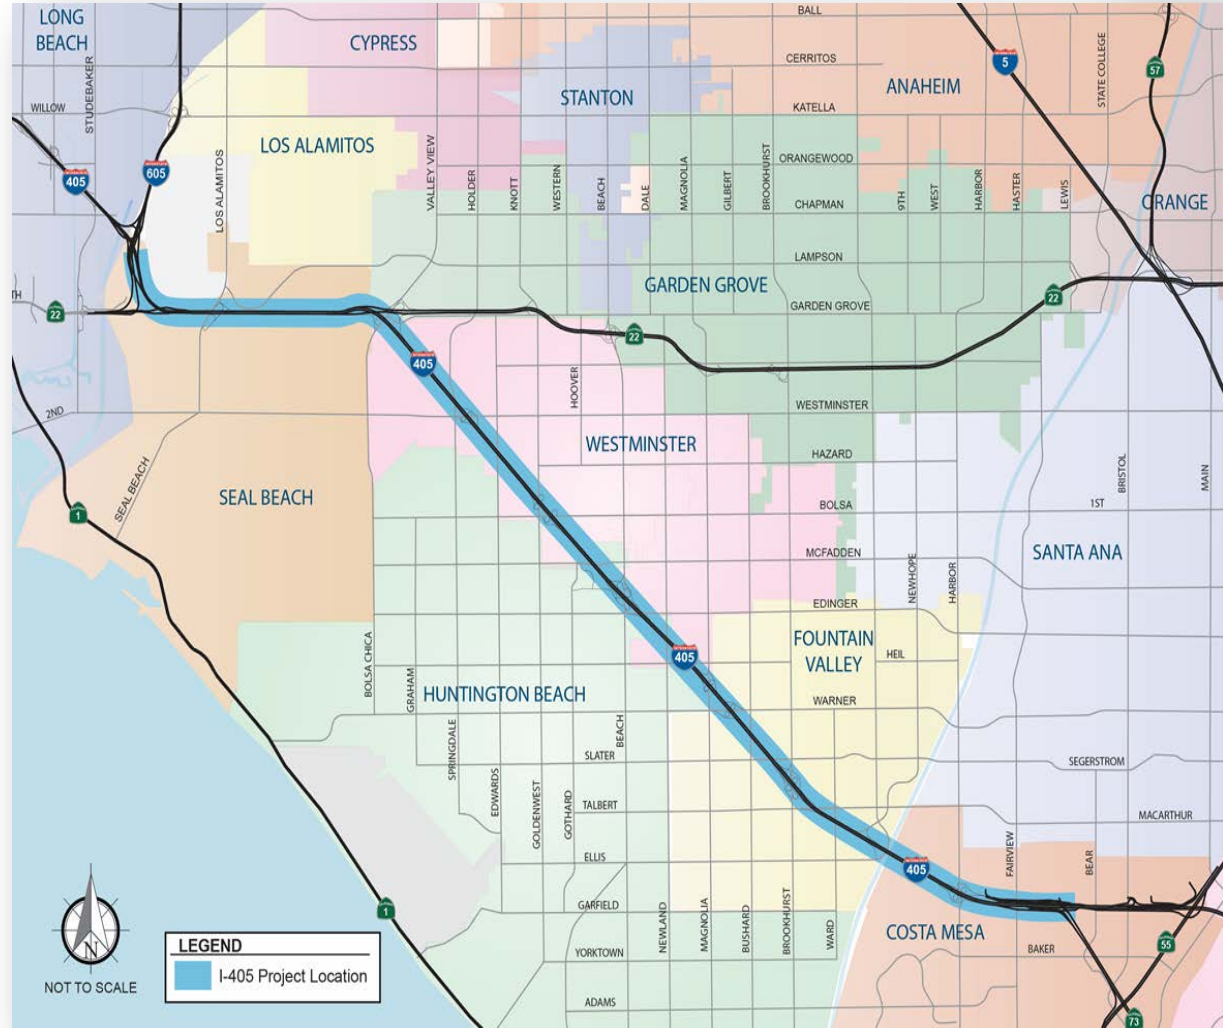 LONG
BEACH
CYPRESS
BALL
CERRITOS
5
STATE COLLEGE
57
STUDEBAKER
WILLOW
STANTON
ANAHEIM
KATELLA
LOS ALAMITOS
405
605
LOS ALAMITOS
VALLEY VIEW
HOLDER
KNOTT
WESTERN
BEACH
DALE
MAGNOLIA
GILBERT
BROOKHURST
ORANGEWOOD
CHAPMAN
9TH
WEST
HARBOR
HASTER
LEWIS
ORANGE
LAMPSON
GARDEN GROVE
GARDEN GROVE
22
TH
22
22
405
HOOVER
2ND
WESTMINSTER
WESTMINSTER
HAZARD
SEAL BEACH
SEAL BEACH
BOLSA
BRISTOL
MAIN
1ST
1
MCFADDEN
SANTA ANA
NEWHOPE
HARBOR
EDINGER
FOUNTAIN
VALLEY
HEIL
405
BOLSA CHICA
GRAHAM
HUNTINGTON BEACH
WARNER
SPRINGDALE
BEACH
SLATER
SEGERSTROM
EDWARDS
GOLDENWEST
GOTHARD
TALBERT
MACARTHUR
ELLIS
FAIRVIEW
BEAR
405
GARFIELD
1
NEWLAND
MAGNOLIA
BUSHARD
BROOKHURST
WARD
COSTA MESA
BAKER
55
YORKTOWN
ADAMS
73
N
NOT TO SCALE
LEGEND
I-405 Project Location